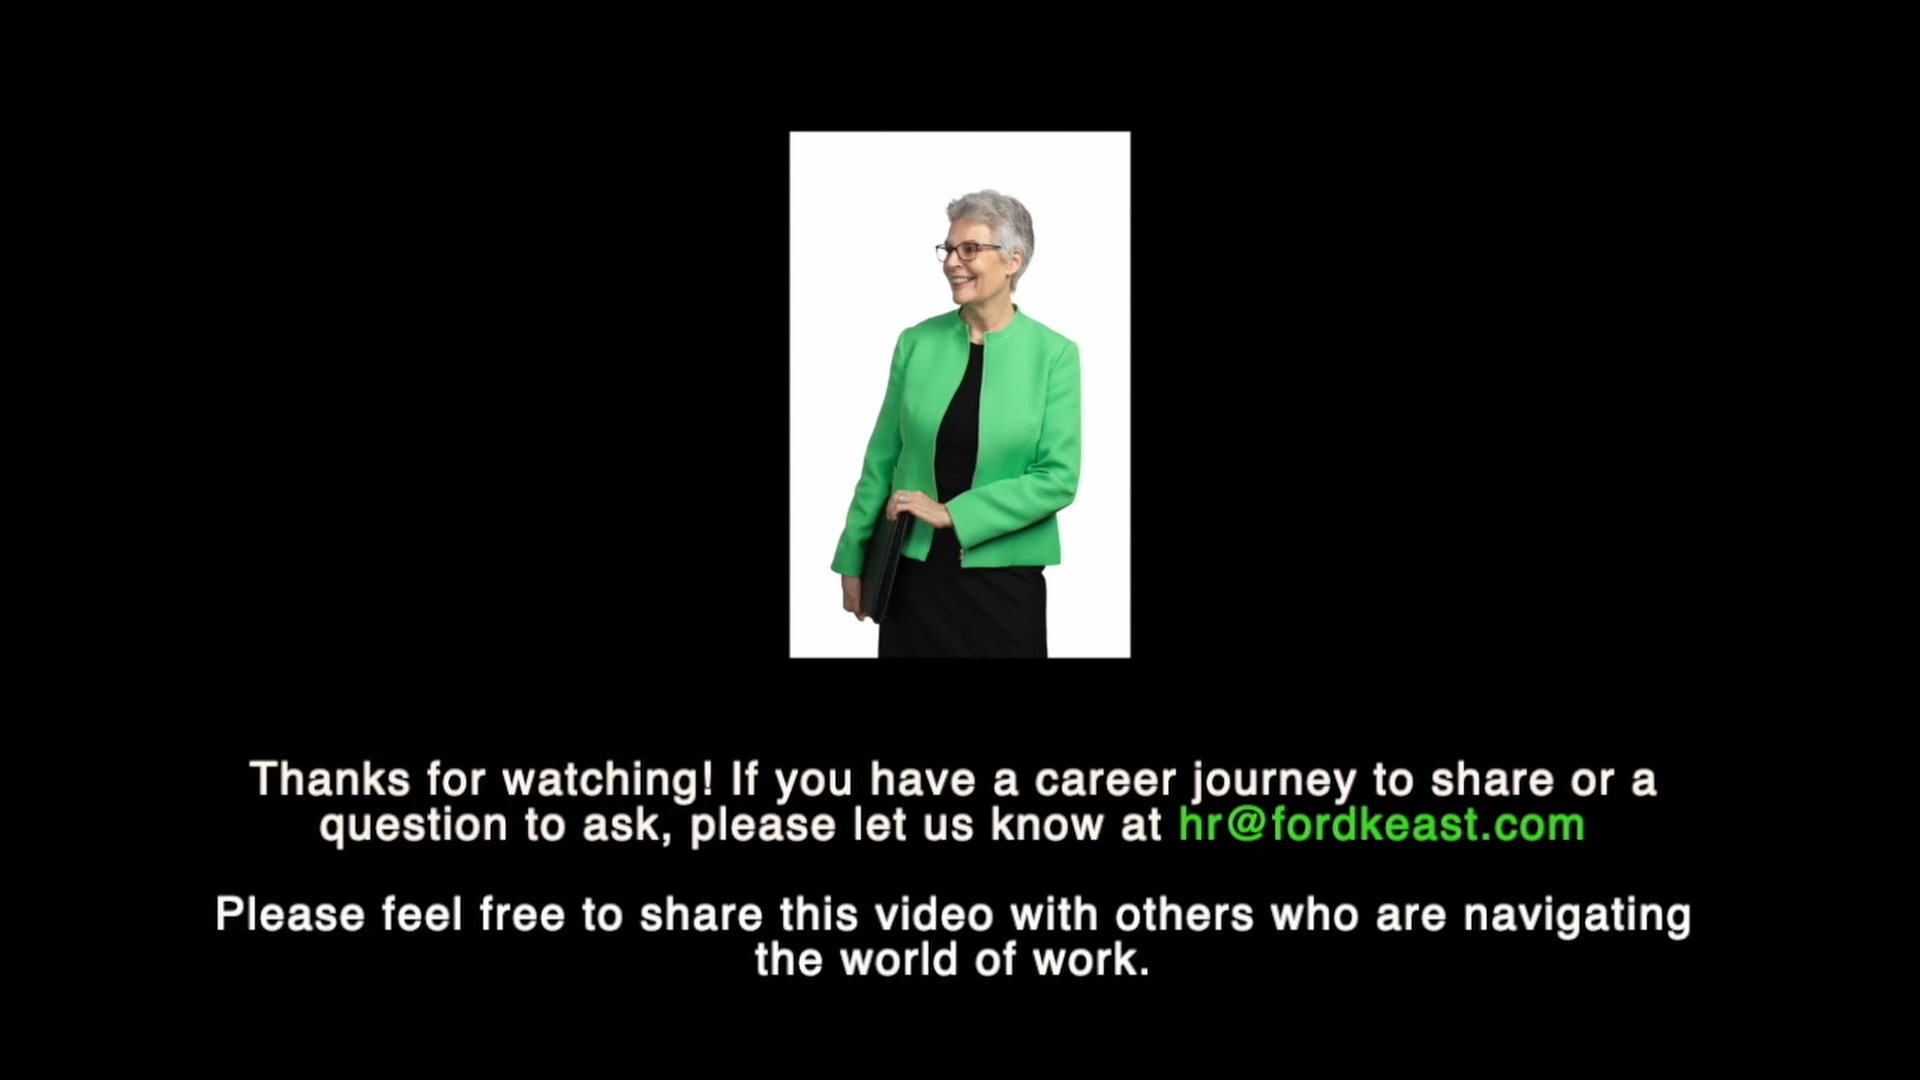 Thanks for watching! If you have a career journey to share or a
question to ask, please let us know at hr@fordkeast.com
Please feel free to share this video with others who are navigating
the world of work.